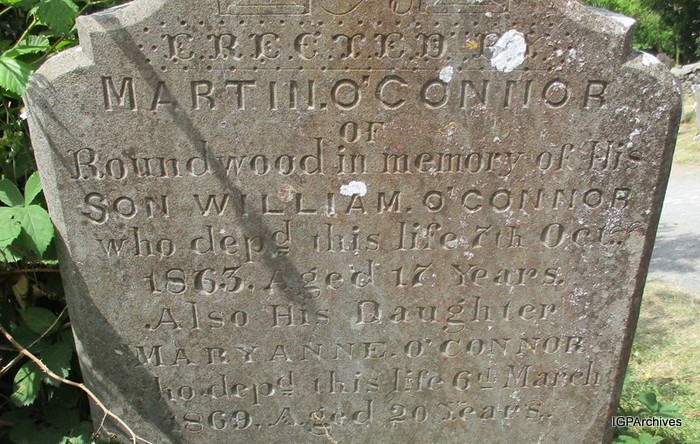 ERECTED BY
MARTIN. O'CONNOR
OF
Roundwood in memory of His
SON WILLIAM. O'CONNOR
who depd this life 7th Octr
1863. Aged 17 Years.
Also His Daughter
MARY ANNE. O'CONNOR
who depd this life 6th March
1869. Aged 20 Years.
IGPArchives